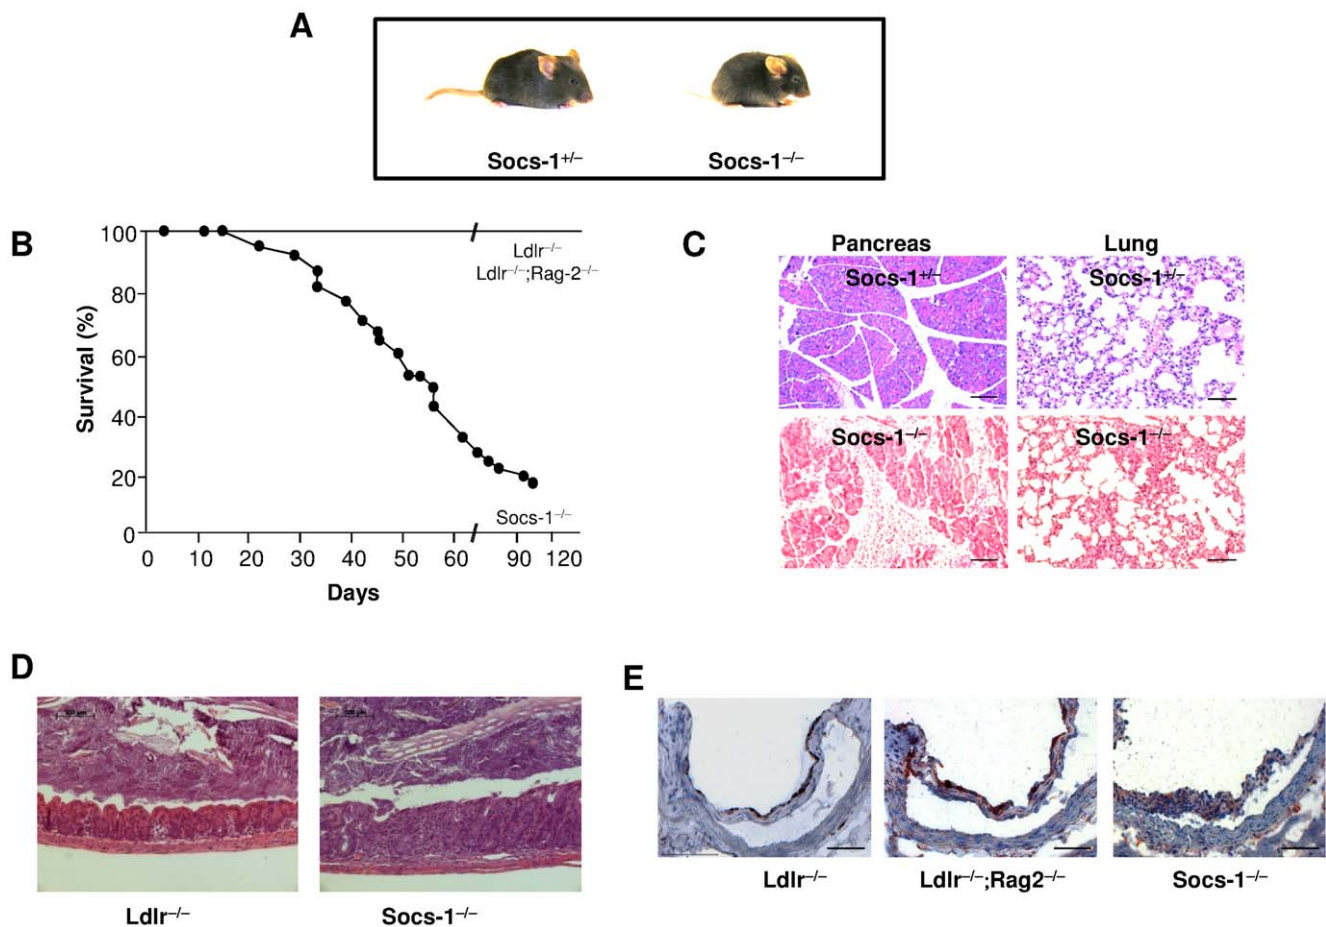 A
Socs-1+/–
Socs-1–/–
B
Survival (%)
100
80
60
40
20
0
Ldlr–/–
Ldlr–/–;Rag-2–/–
Socs-1–/–
0 10 20 30 40 50 60 90 120
Days
C
Pancreas
Lung
Socs-1+/–
Socs-1+/–
Socs-1–/–
Socs-1–/–
D
Ldlr–/–
Socs-1–/–
E
Ldlr–/–
Ldlr–/–;Rag2–/–
Socs-1–/–